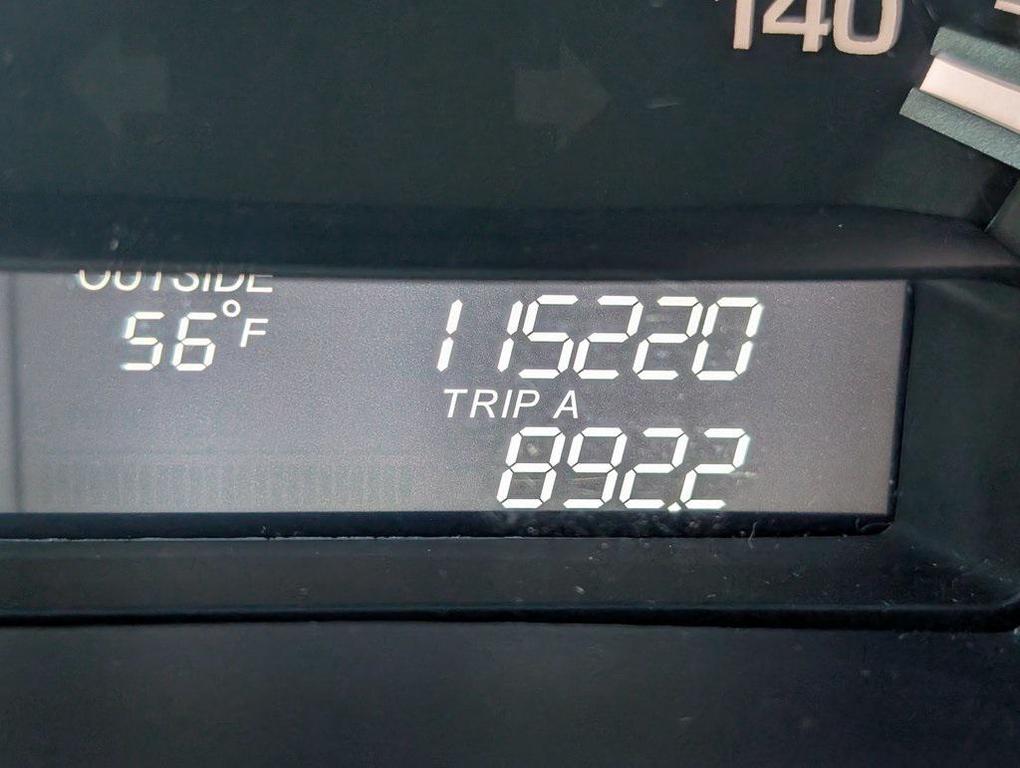 140
OUTSIDE
56°F
115220
TRIP A
892.2